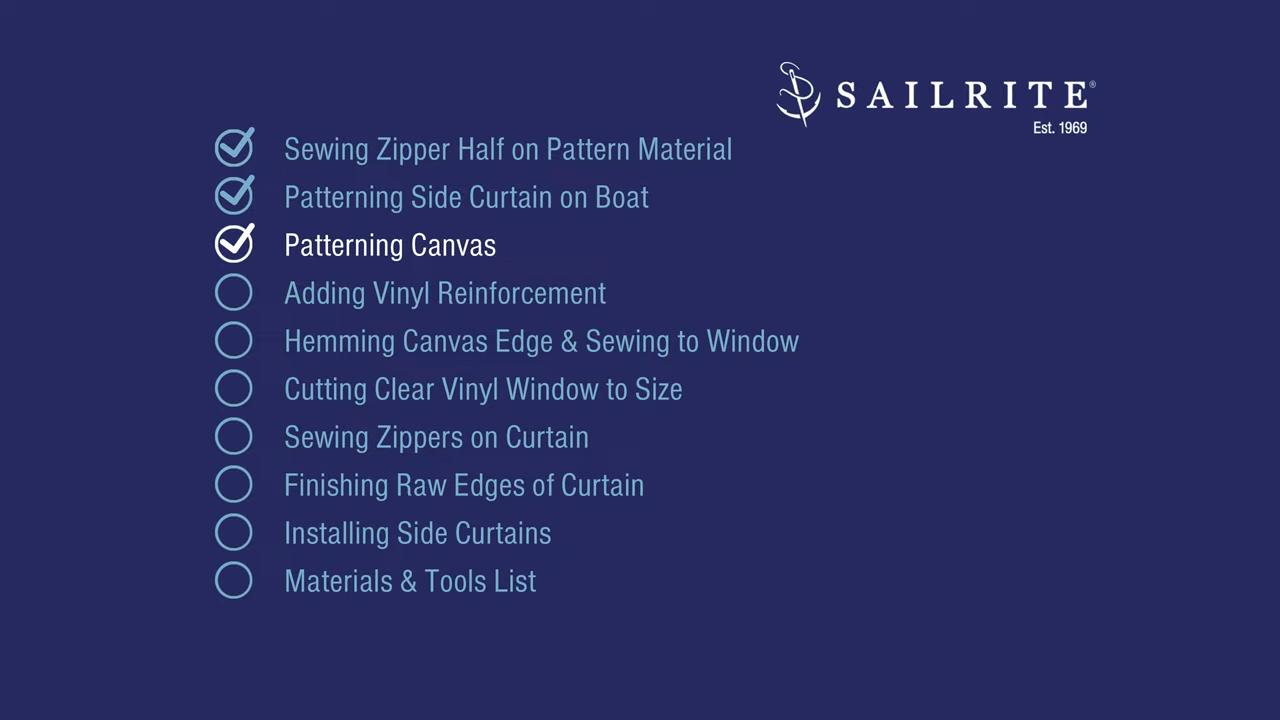 SAILRITE®
Est. 1969
Sewing Zipper Half on Pattern Material
Patterning Side Curtain on Boat
Patterning Canvas
Adding Vinyl Reinforcement
Hemming Canvas Edge & Sewing to Window
Cutting Clear Vinyl Window to Size
Sewing Zippers on Curtain
Finishing Raw Edges of Curtain
Installing Side Curtains
Materials & Tools List